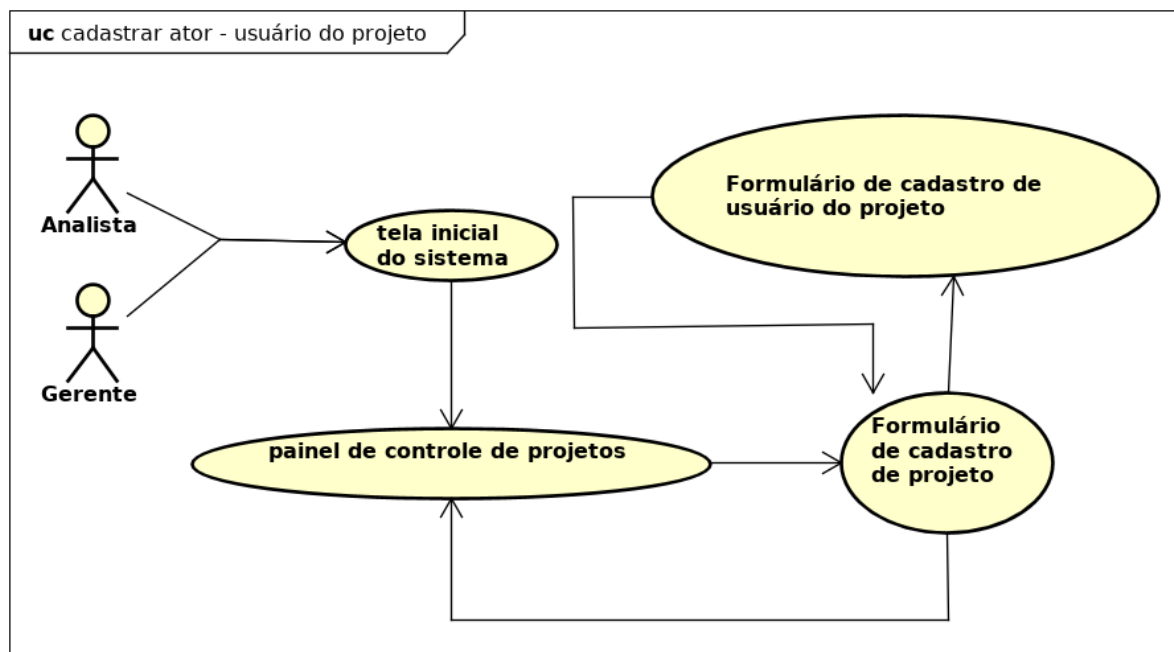 uc cadastrar ator - usuário do projeto
Analista
Gerente
tela inicial
do sistema
Formulário de cadastro de
usuário do projeto
painel de controle de projetos
Formulário
de cadastro
de projeto